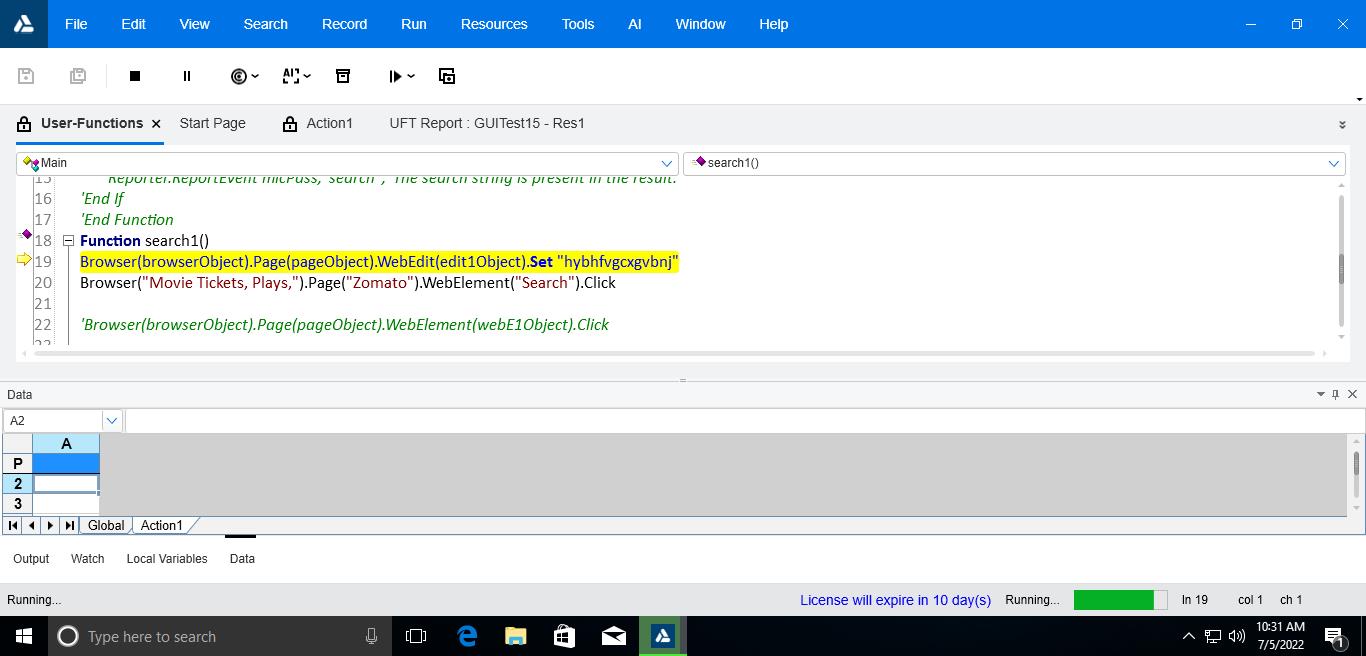 File Edit View Search Record Run Resources Tools AI Window Help
User-Functions × Start Page Action1 UFT Report : GUITest15 - Res1
Main search1()
15 'Reporter.ReportEvent micPass, "search", "The search string is present in the result."
16 'End If
17 'End Function
18 Function search1()
19 Browser(browserObject).Page(pageObject).WebEdit(edit1Object).Set "hybhfvgcxgvbnj"
20 Browser("Movie Tickets, Plays,").Page("Zomato").WebElement("Search").Click
21
22 'Browser(browserObject).Page(pageObject).WebElement(webE1Object).Click
23
Data
A2
A
P
2
3
Global Action1
Output Watch Local Variables Data
Running... License will expire in 10 day(s) Running... ln 19 col 1 ch 1
Type here to search 10:31 AM
7/5/2022 1